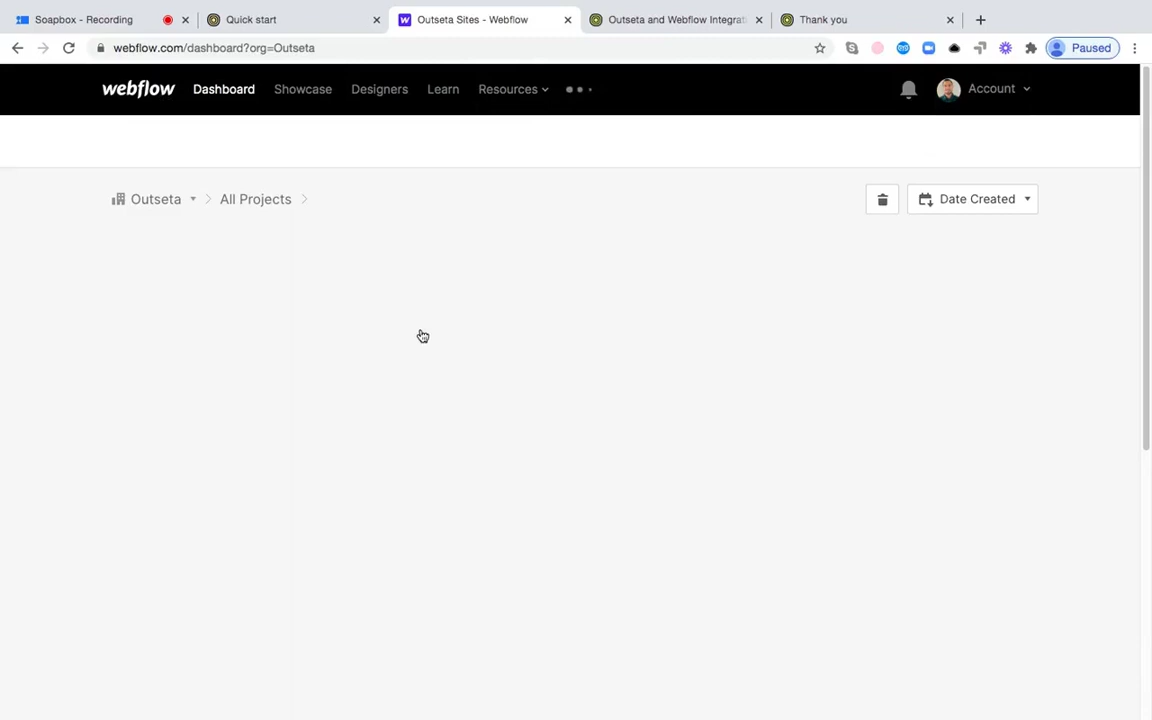 Soapbox - Recording
Quick start
Outseta Sites - Webflow
Outseta and Webflow Integrat
Thank you
webflow.com/dashboard?org=Outseta
Paused
webflow
Dashboard
Showcase
Designers
Learn
Resources
Account
Outseta
All Projects
Date Created